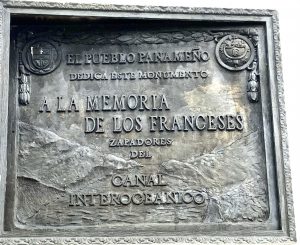 EL PUEBLO PANAMEÑO
DEDICA ESTE MONUMENTO
A LA MEMORIA
DE LOS FRANCESES
ZAPADORES
DEL
CANAL
INTEROCEANICO